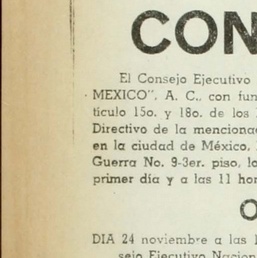 CON
El Consejo Ejecutivo
MEXICO", A. C., con fun
tículo 15o. y 18o. de los
Directivo de la menciona
en la ciudad de México,
Guerra No. 9-3er. piso, lo
primer día y a las 11 hor
O
DIA 24 noviembre a las 1
sejo Ejecutivo Nacion